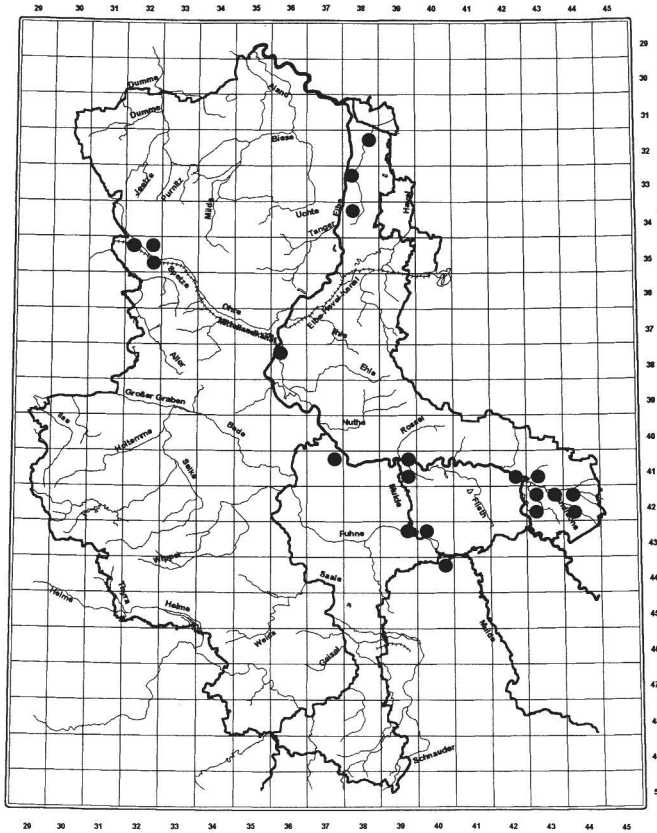 29 30 31 32 33 34 35 36 37 38 39 40 41 42 43 44 45
29
30
31
32
33
34
35
36
37
38
39
40
41
42
43
44
45
46
47
4
4
5
Dumme
Aland
Dumme
Biese
Jeetze
Purnitz
Milde
Uchte
Tanger
Elbe
Havel
Spetze
Ohre
Mittellandkanal
Elbe-Havel-Kanal
Ihle
Aller
Ehle
Großer Graben
Ilse
Nuthe
Rossel
Bode
Holtemme
Selke
Mulde
Fuhne
Wipper
Saale
Helme
Thyra
Helme
Weida
Geisel
Mulde
Schnauder
29 30 31 32 33 34 35 36 37 38 39 40 41 42 43 44 45